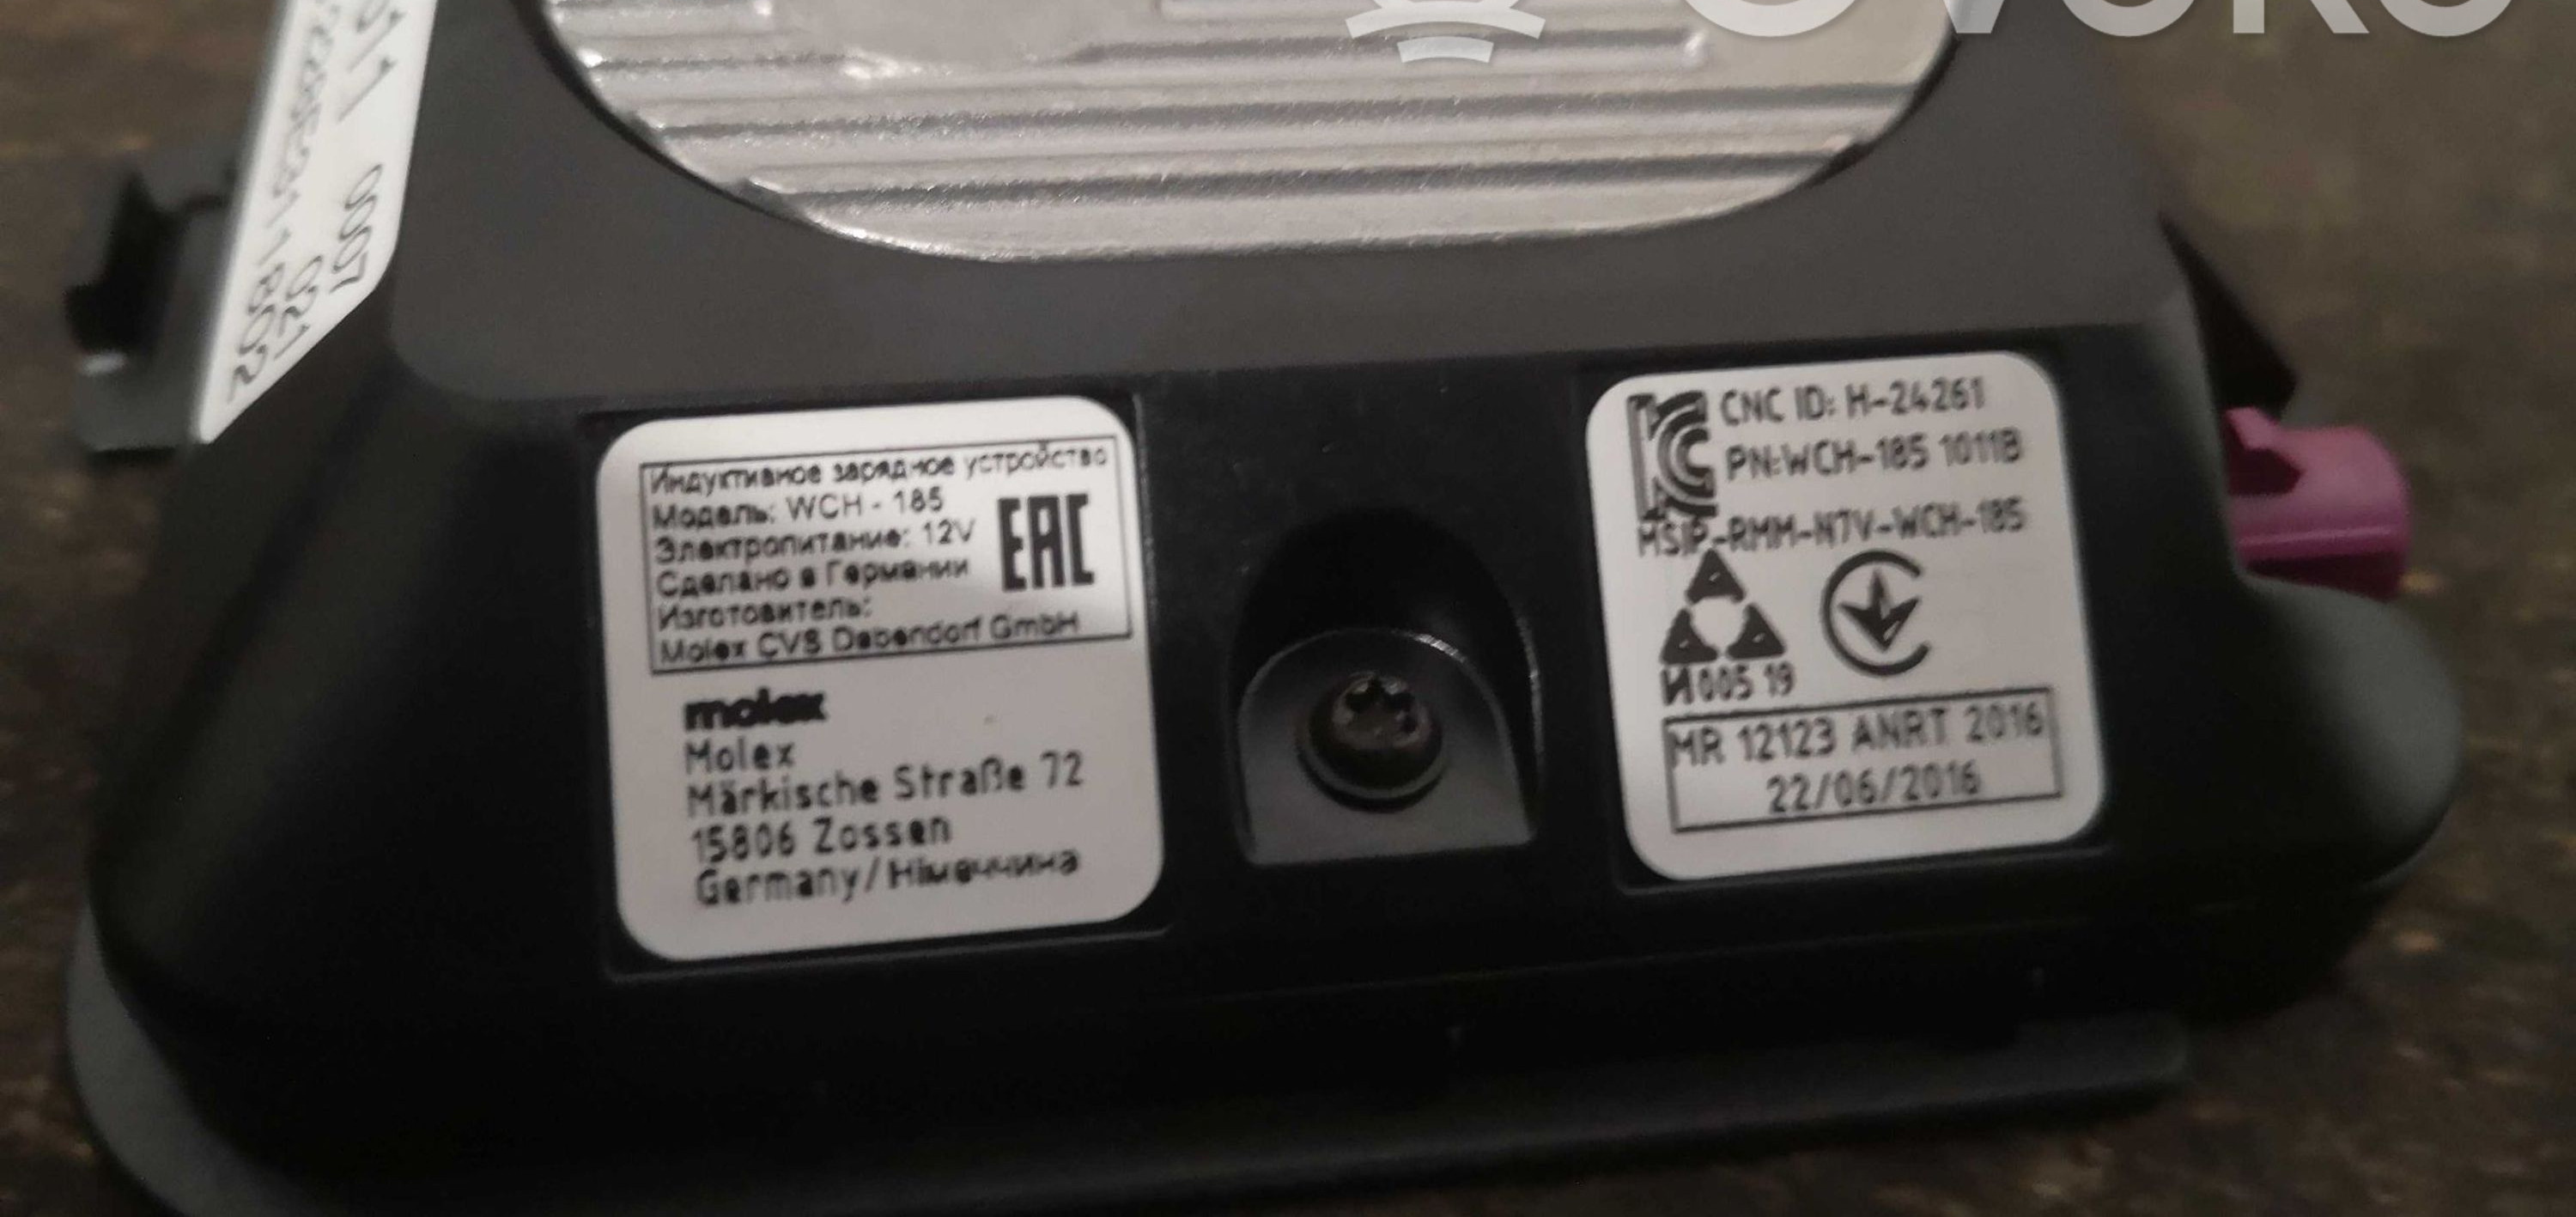 007
021
Индуктивное зарядное устройство
Модель: WCH - 185
Электропитание: 12V
Сделано в Германии
Изготовитель:
Molex CVS Dabendorf GmbH
EAC
molex
Molex
Märkische Straße 72
15806 Zossen
Germany/Німеччина
CNC ID: H-24261
PN:WCH-185 1011B
MSIP-RMM-N7V-WCH-185
И005 19
MR 12123 ANRT 2016
22/06/2016